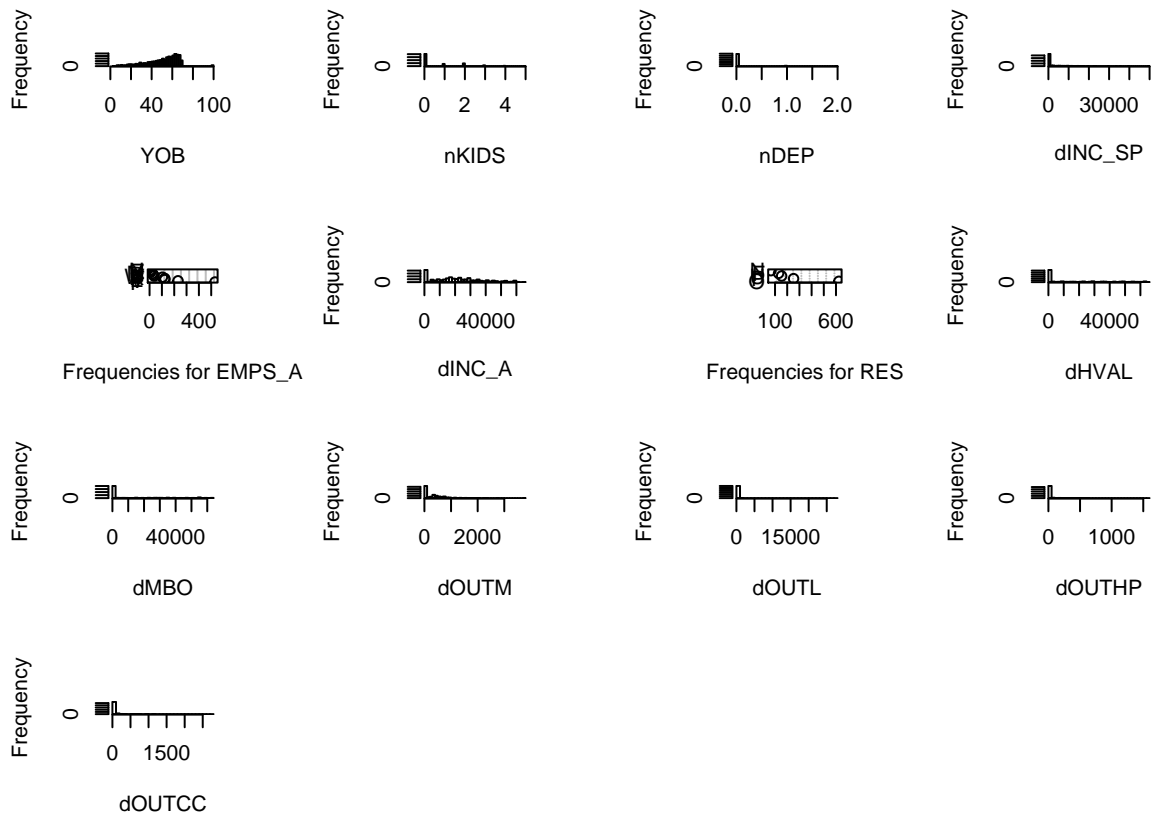 Frequency
0
0 40 100
YOB
Frequency
0
0 2 4
nKIDS
Frequency
0
0.0 1.0 2.0
nDEP
Frequency
0
0 30000
dINC_SP
0 400
Frequencies for EMPS_A
Frequency
0
0 40000
dINC_A
100 600
Frequencies for RES
Frequency
0
0 40000
dHVAL
Frequency
0
0 40000
dMBO
Frequency
0
0 2000
dOUTM
Frequency
0
0 15000
dOUTL
Frequency
0
0 1000
dOUTHP
Frequency
0
0 1500
dOUTCC